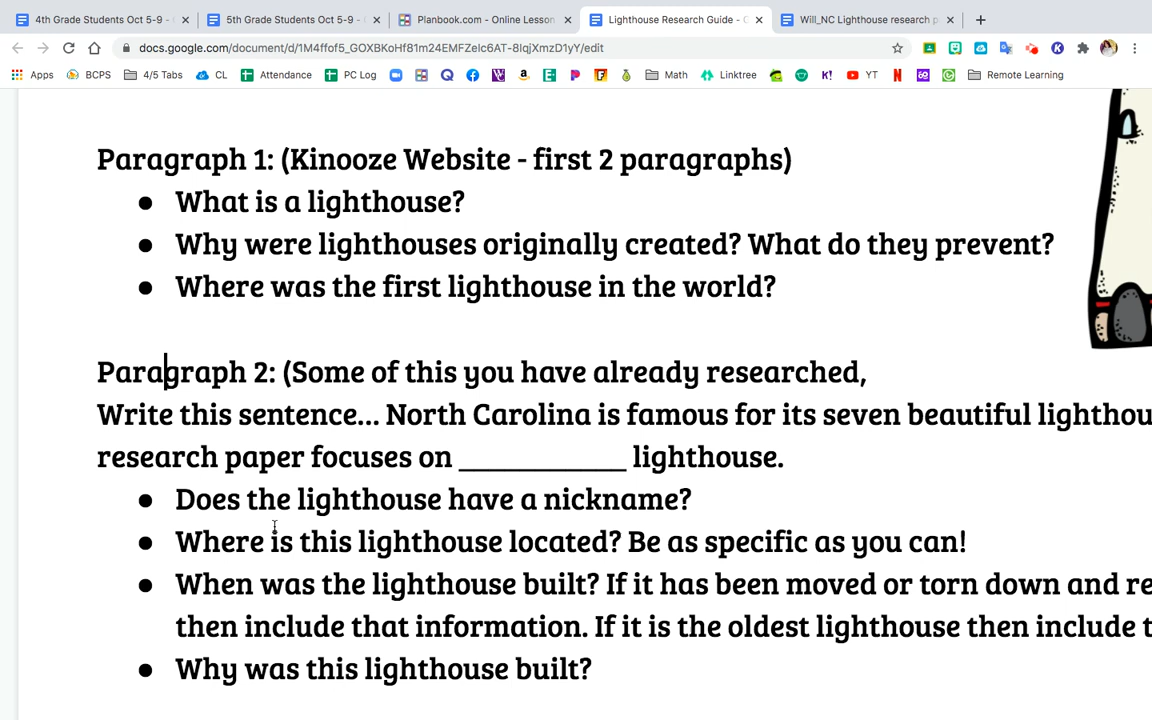 4th Grade Students Oct 5-9 -
5th Grade Students Oct 5-9 -
Planbook.com - Online Lesson
Lighthouse Research Guide - G
Will_NC Lighthouse research p
docs.google.com/document/d/1M4ffof5_GOXBKoHf81m24EMFZelc6AT-8lqjXmzD1yY/edit
Apps BCPS 4/5 Tabs CL Attendance PC Log Math Linktree YT Remote Learning
Paragraph 1: (Kinooze Website - first 2 paragraphs)
● What is a lighthouse?
● Why were lighthouses originally created? What do they prevent?
● Where was the first lighthouse in the world?
Paragraph 2: (Some of this you have already researched,
Write this sentence... North Carolina is famous for its seven beautiful lighthou
research paper focuses on ____________ lighthouse.
● Does the lighthouse have a nickname?
● Where is this lighthouse located? Be as specific as you can!
● When was the lighthouse built? If it has been moved or torn down and re
then include that information. If it is the oldest lighthouse then include t
● Why was this lighthouse built?